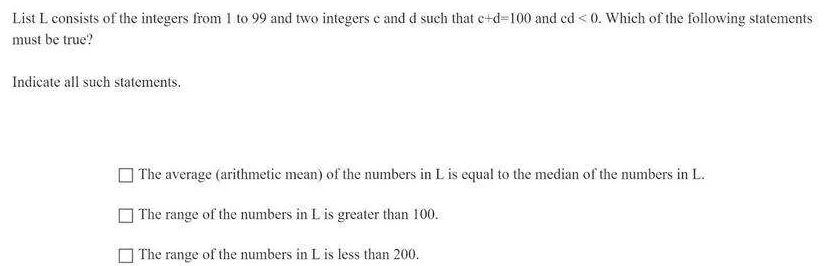 List L consists of the integers from 1 to 99 and two integers c and d such that c+d=100 and cd < 0. Which of the following statements
must be true?
Indicate all such statements.
The average (arithmetic mean) of the numbers in L is equal to the median of the numbers in L.
The range of the numbers in L is greater than 100.
The range of the numbers in L is less than 200.